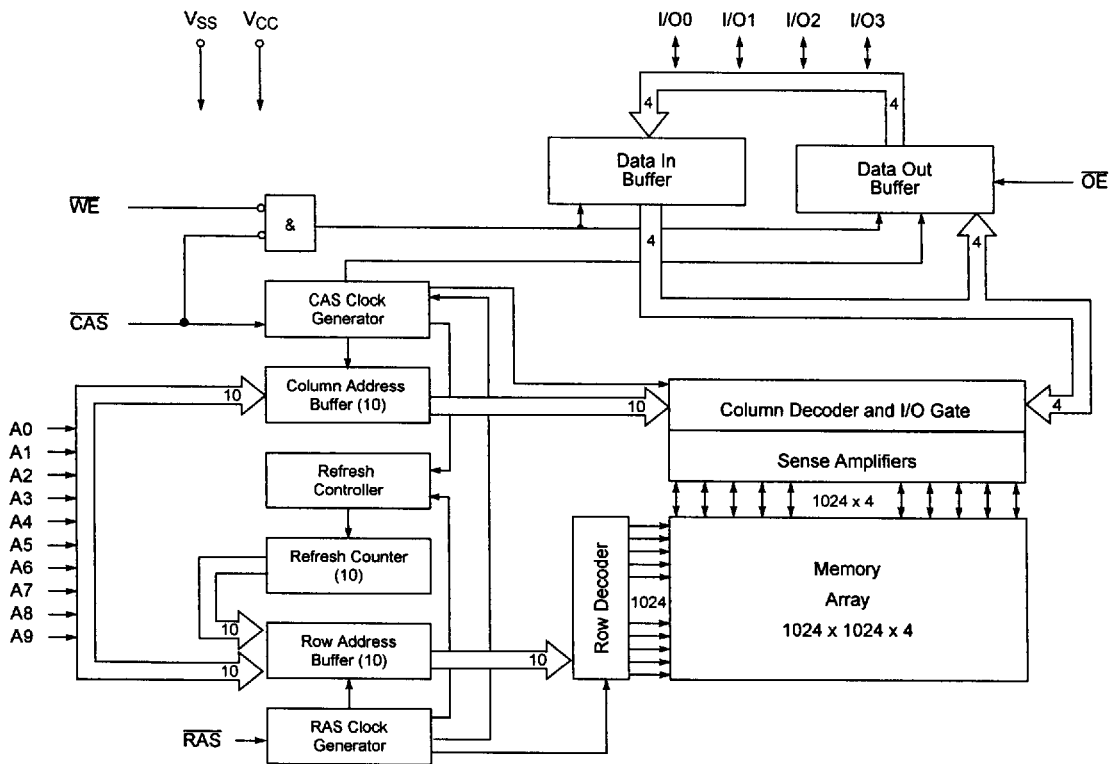 VSS VCC I/O0 I/O1 I/O2 I/O3
4 4
Data In
Buffer
Data Out
Buffer
OE
WE
&
4 4
CAS Clock
Generator
CAS
10
Column Address
Buffer (10)
10
Column Decoder and I/O Gate
4
Sense Amplifiers
A0
A1
A2
A3
A4
A5
A6
A7
A8
A9
Refresh
Controller
1024 x 4
Refresh Counter
(10)
10
Row Address
Buffer (10)
10
10
Row Decoder
1024
Memory
Array
1024 x 1024 x 4
RAS
RAS Clock
Generator